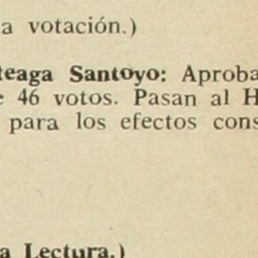 a votación.)
teaga Santoyo: Aproba
e 46 votos. Pasan al H
para los efectos cons
a Lectura.)